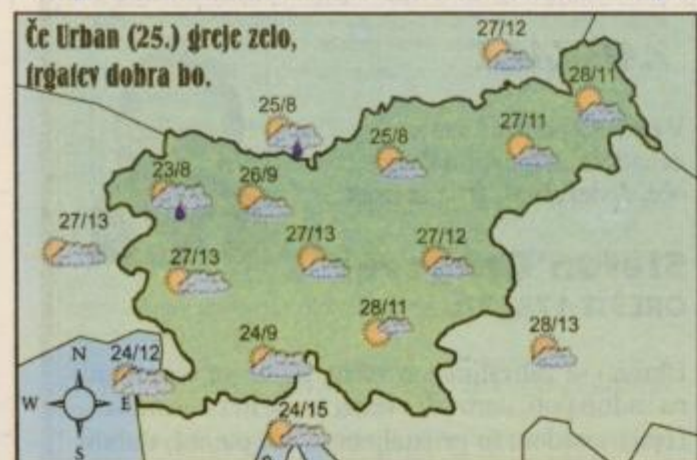 Če Urban (25.) greje zelo,
trgatev dobra bo.
27/12
28/11
25/8
25/8
27/11
23/8
26/9
27/13
27/13
27/13
27/12
28/11
28/13
24/12
24/9
24/15
N
W
E
S